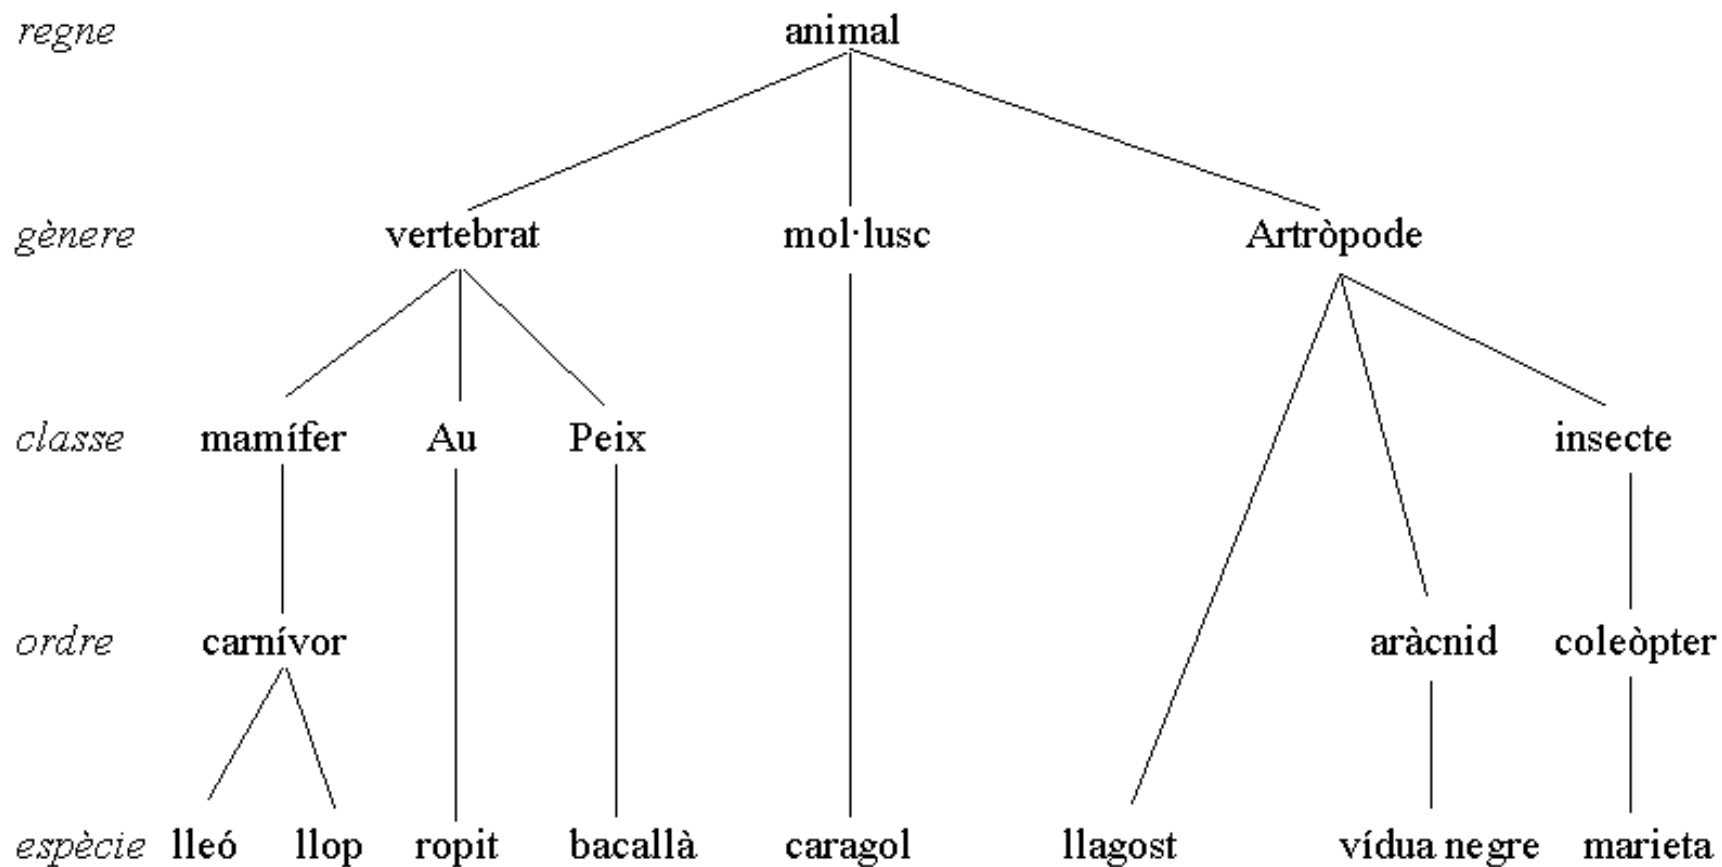 regne animal
gènere vertebrat mol·lusc Artròpode
classe mamífer Au Peix insecte
ordre carnívor aràcnid coleòpter
espècie lleó llop ropit bacallà caragol llagost vídua negre marieta